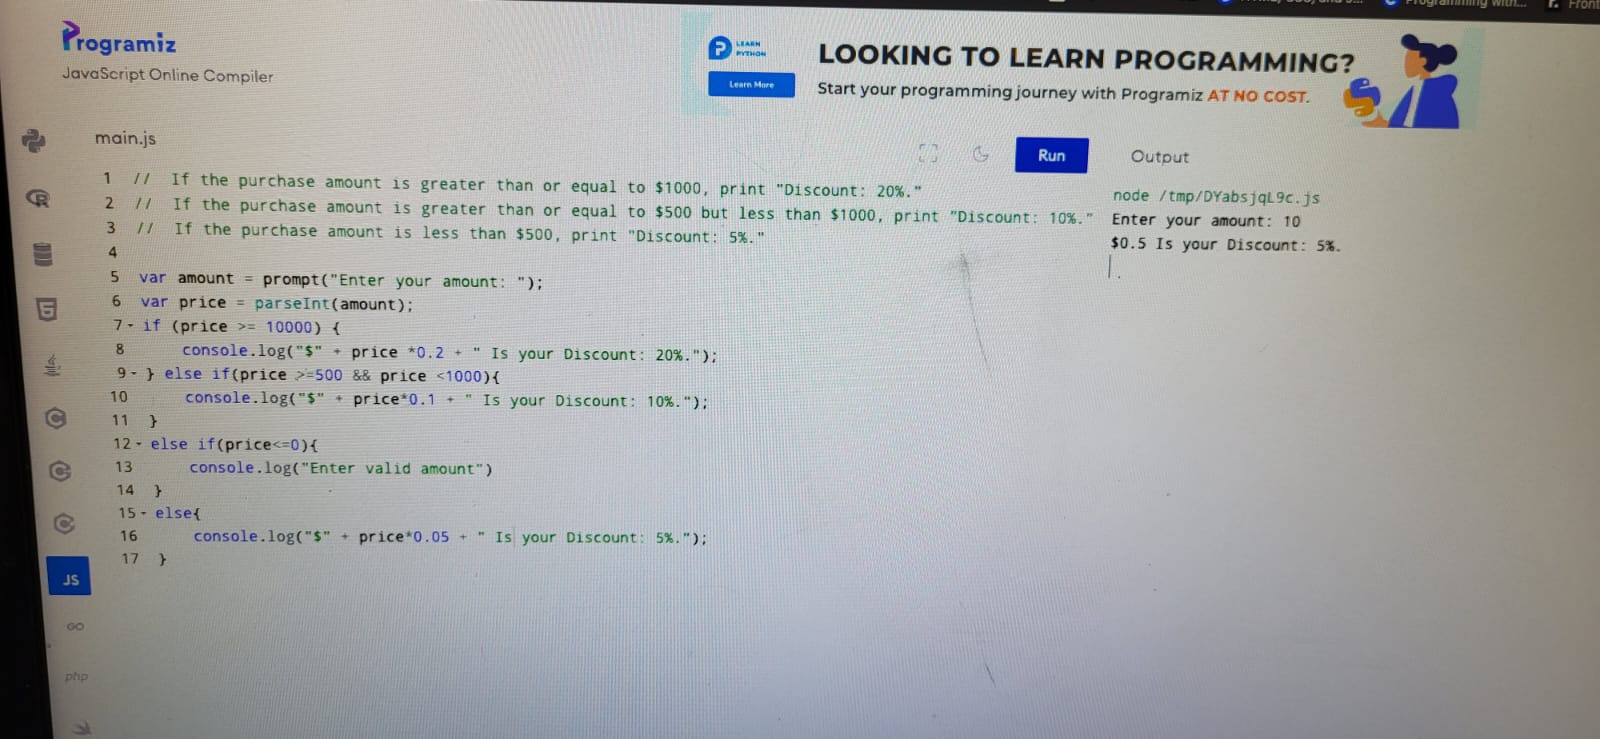 Programming with...
Front
Programiz
JavaScript Online Compiler
LEARN
PYTHON
Learn More
LOOKING TO LEARN PROGRAMMING?
Start your programming journey with Programiz AT NO COST.
main.js
Run
Output
1 // If the purchase amount is greater than or equal to $1000, print "Discount: 20%."
2 // If the purchase amount is greater than or equal to $500 but less than $1000, print "Discount: 10%."
3 // If the purchase amount is less than $500, print "Discount: 5%."
4
5 var amount = prompt("Enter your amount: ");
6 var price = parseInt(amount);
7 - if (price >= 10000) {
8 console.log("$" + price *0.2 + " Is your Discount: 20%.");
9 - } else if(price >=500 && price <1000){
10 console.log("$" + price*0.1 + " Is your Discount: 10%.");
11 }
12 - else if(price<=0){
13 console.log("Enter valid amount")
14 }
15 - else{
16 console.log("$" + price*0.05 + " Is your Discount: 5%.");
17 }
node /tmp/DYabsjqL9c.js
Enter your amount: 10
$0.5 Is your Discount: 5%.
R
5
C
C
C
JS
GO
php